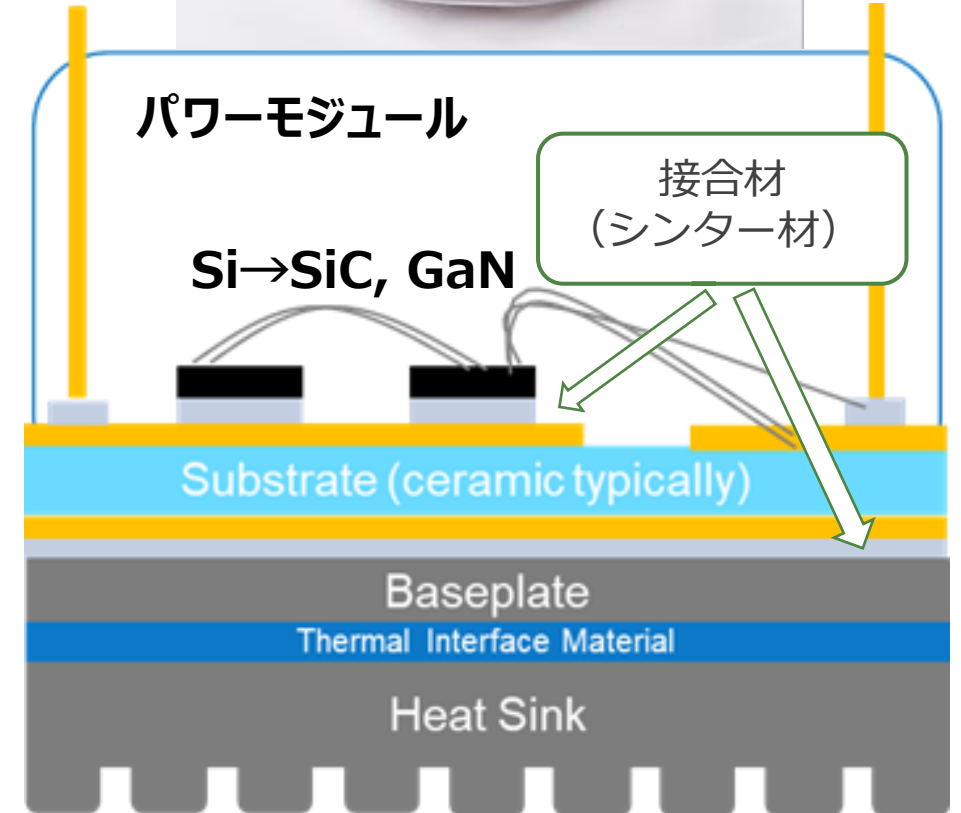 パワーモジュール
接合材
（シンター材）
Si→SiC, GaN
Substrate (ceramic typically)
Baseplate
Thermal Interface Material
Heat Sink